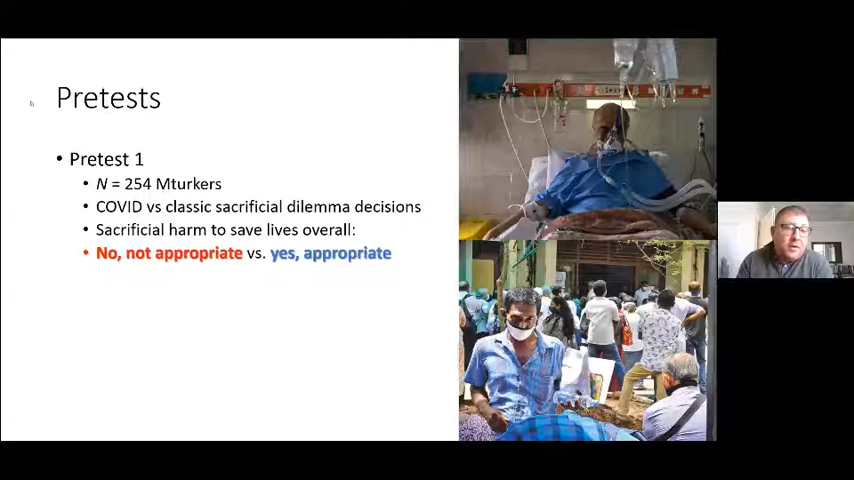 Pretests
• Pretest 1
• N = 254 Mturkers
• COVID vs classic sacrificial dilemma decisions
• Sacrificial harm to save lives overall:
• No, not appropriate vs. yes, appropriate